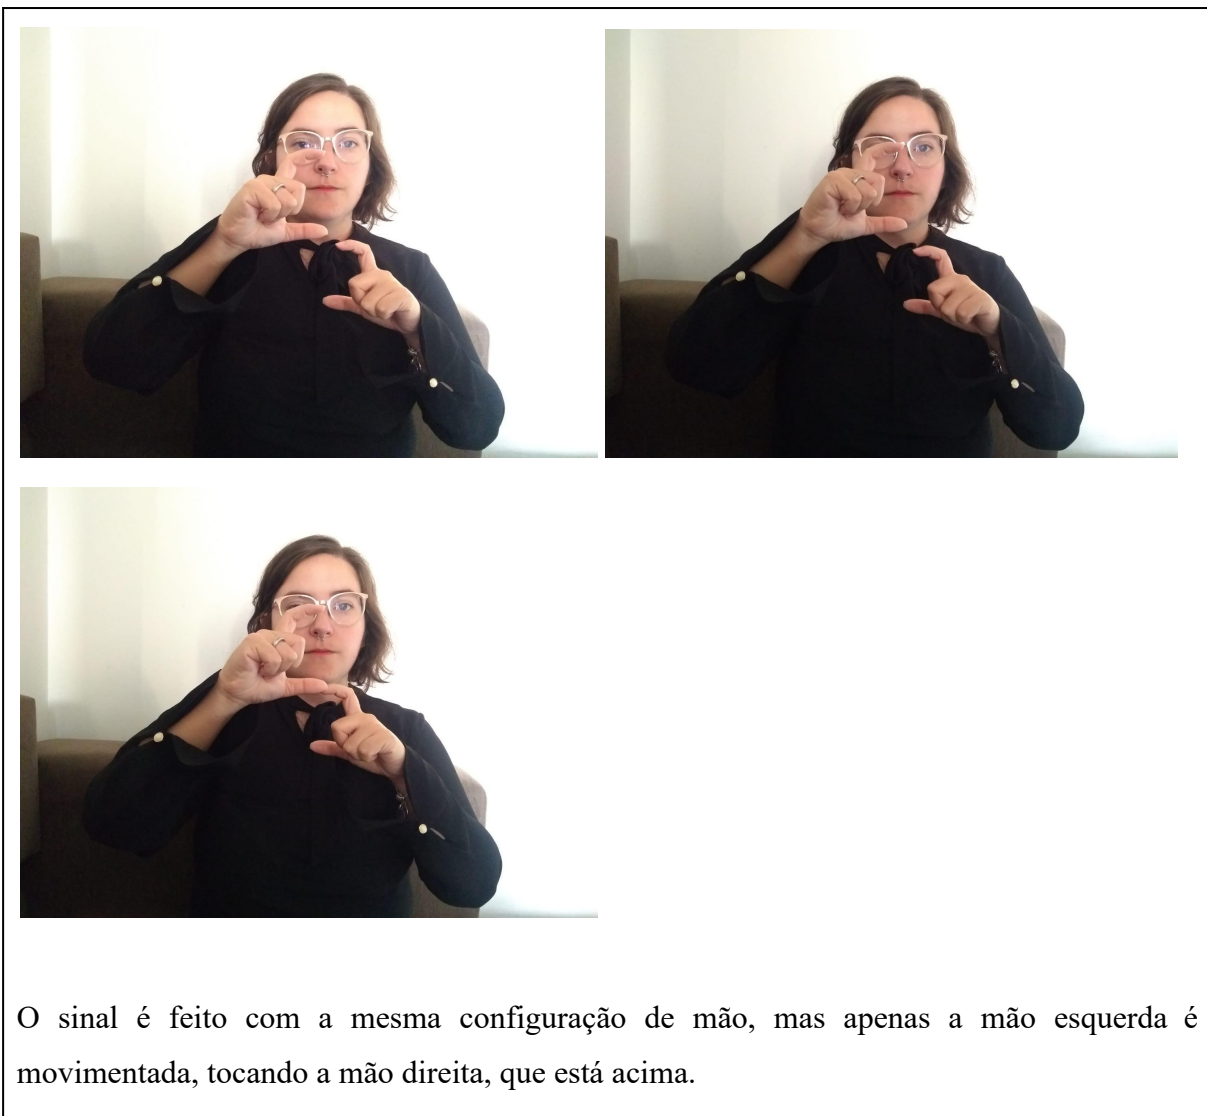 O sinal é feito com a mesma configuração de mão, mas apenas a mão esquerda é
movimentada, tocando a mão direita, que está acima.